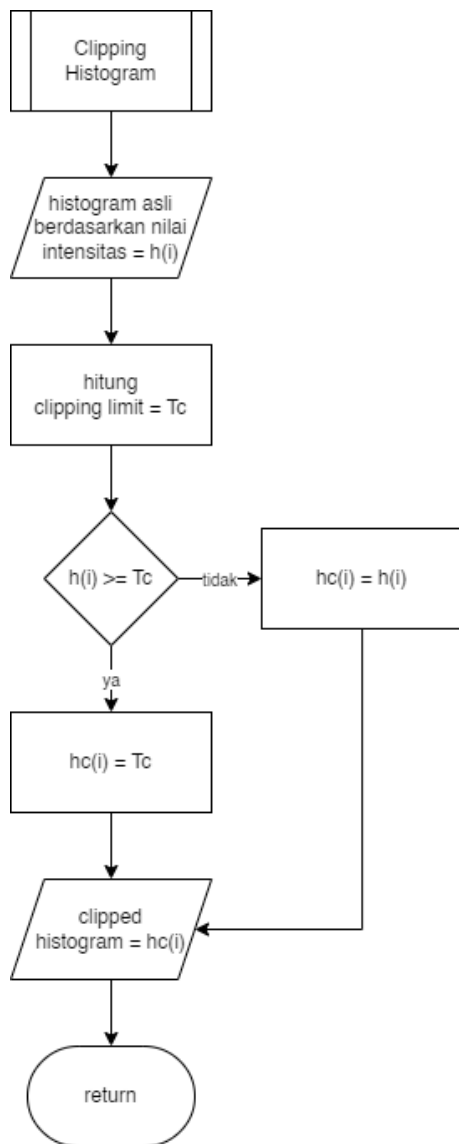 Clipping
Histogram
histogram asli
berdasarkan nilai
intensitas = h(i)
hitung
clipping limit = Tc
h(i) >= Tc
tidak
hc(i) = h(i)
ya
hc(i) = Tc
clipped
histogram = hc(i)
return